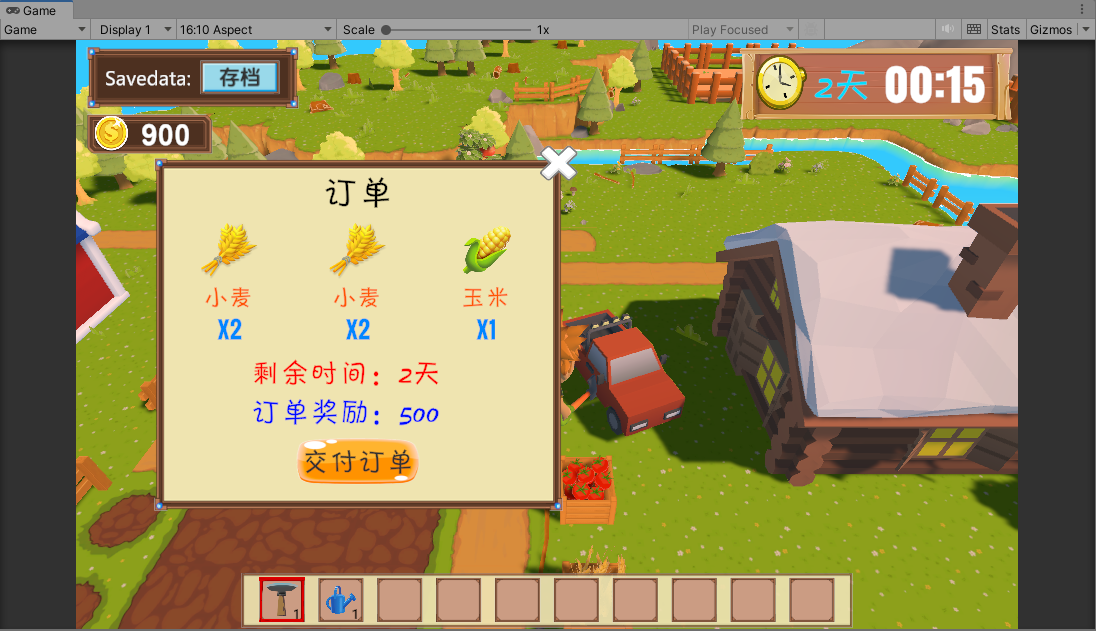 Game
Game Display 1 16:10 Aspect Scale 1x Play Focused Stats Gizmos
Savedata: 存档
2天 00:15
900
订单
小麦 小麦 玉米
X2 X2 X1
剩余时间：2天
订单奖励：500
交付订单
1 1